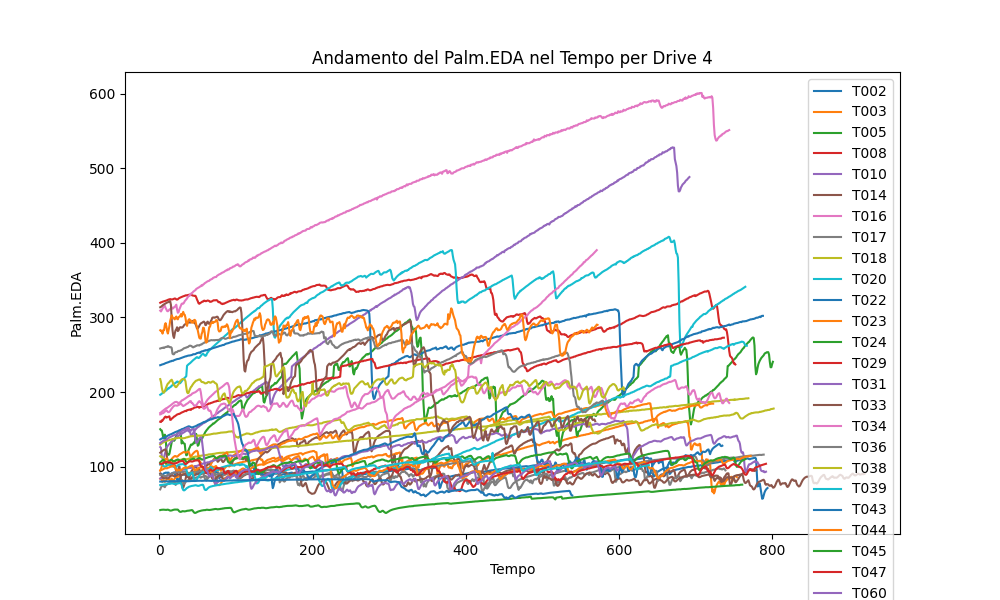 Andamento del Palm.EDA nel Tempo per Drive 4
600
500
400
300
200
100
Palm.EDA
0
200
400
600
800
Tempo
T002
T003
T005
T008
T010
T014
T016
T017
T018
T020
T022
T023
T024
T029
T031
T033
T034
T036
T038
T039
T043
T044
T045
T047
T060